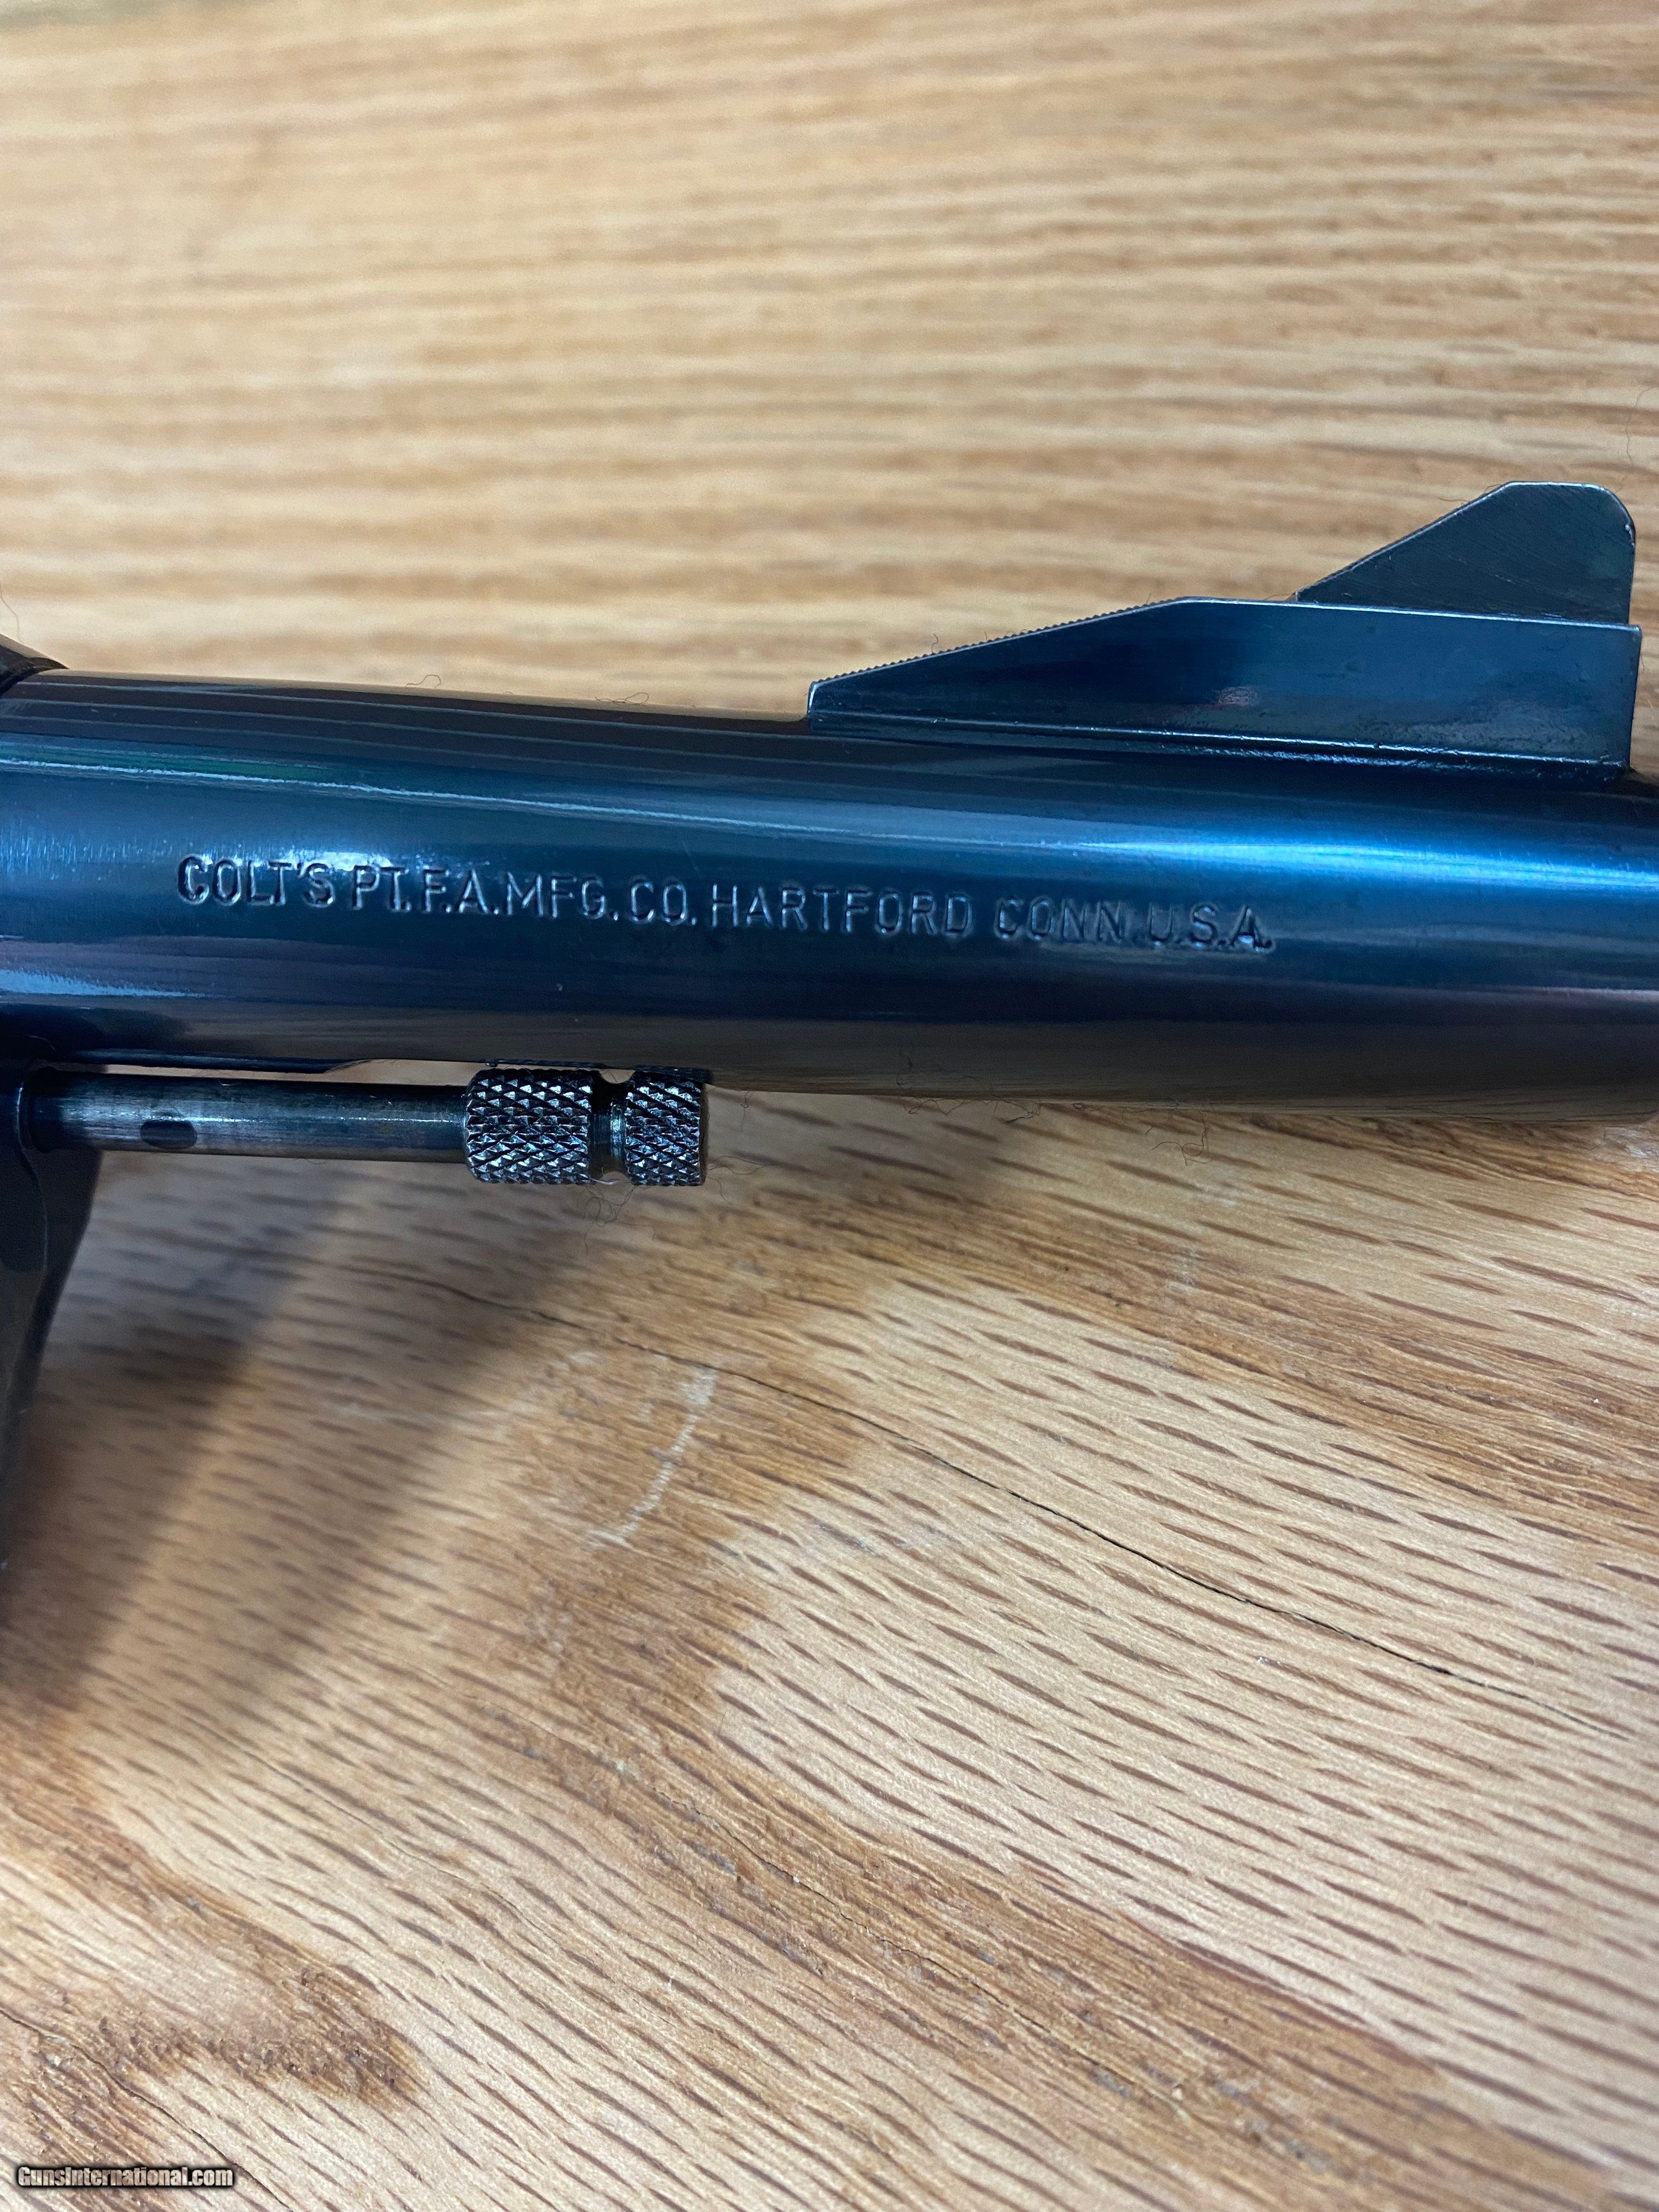 COLT'S PT.F.A.MFG.CO. HARTFORD CONN.U.S.A.
GunsInternational.com